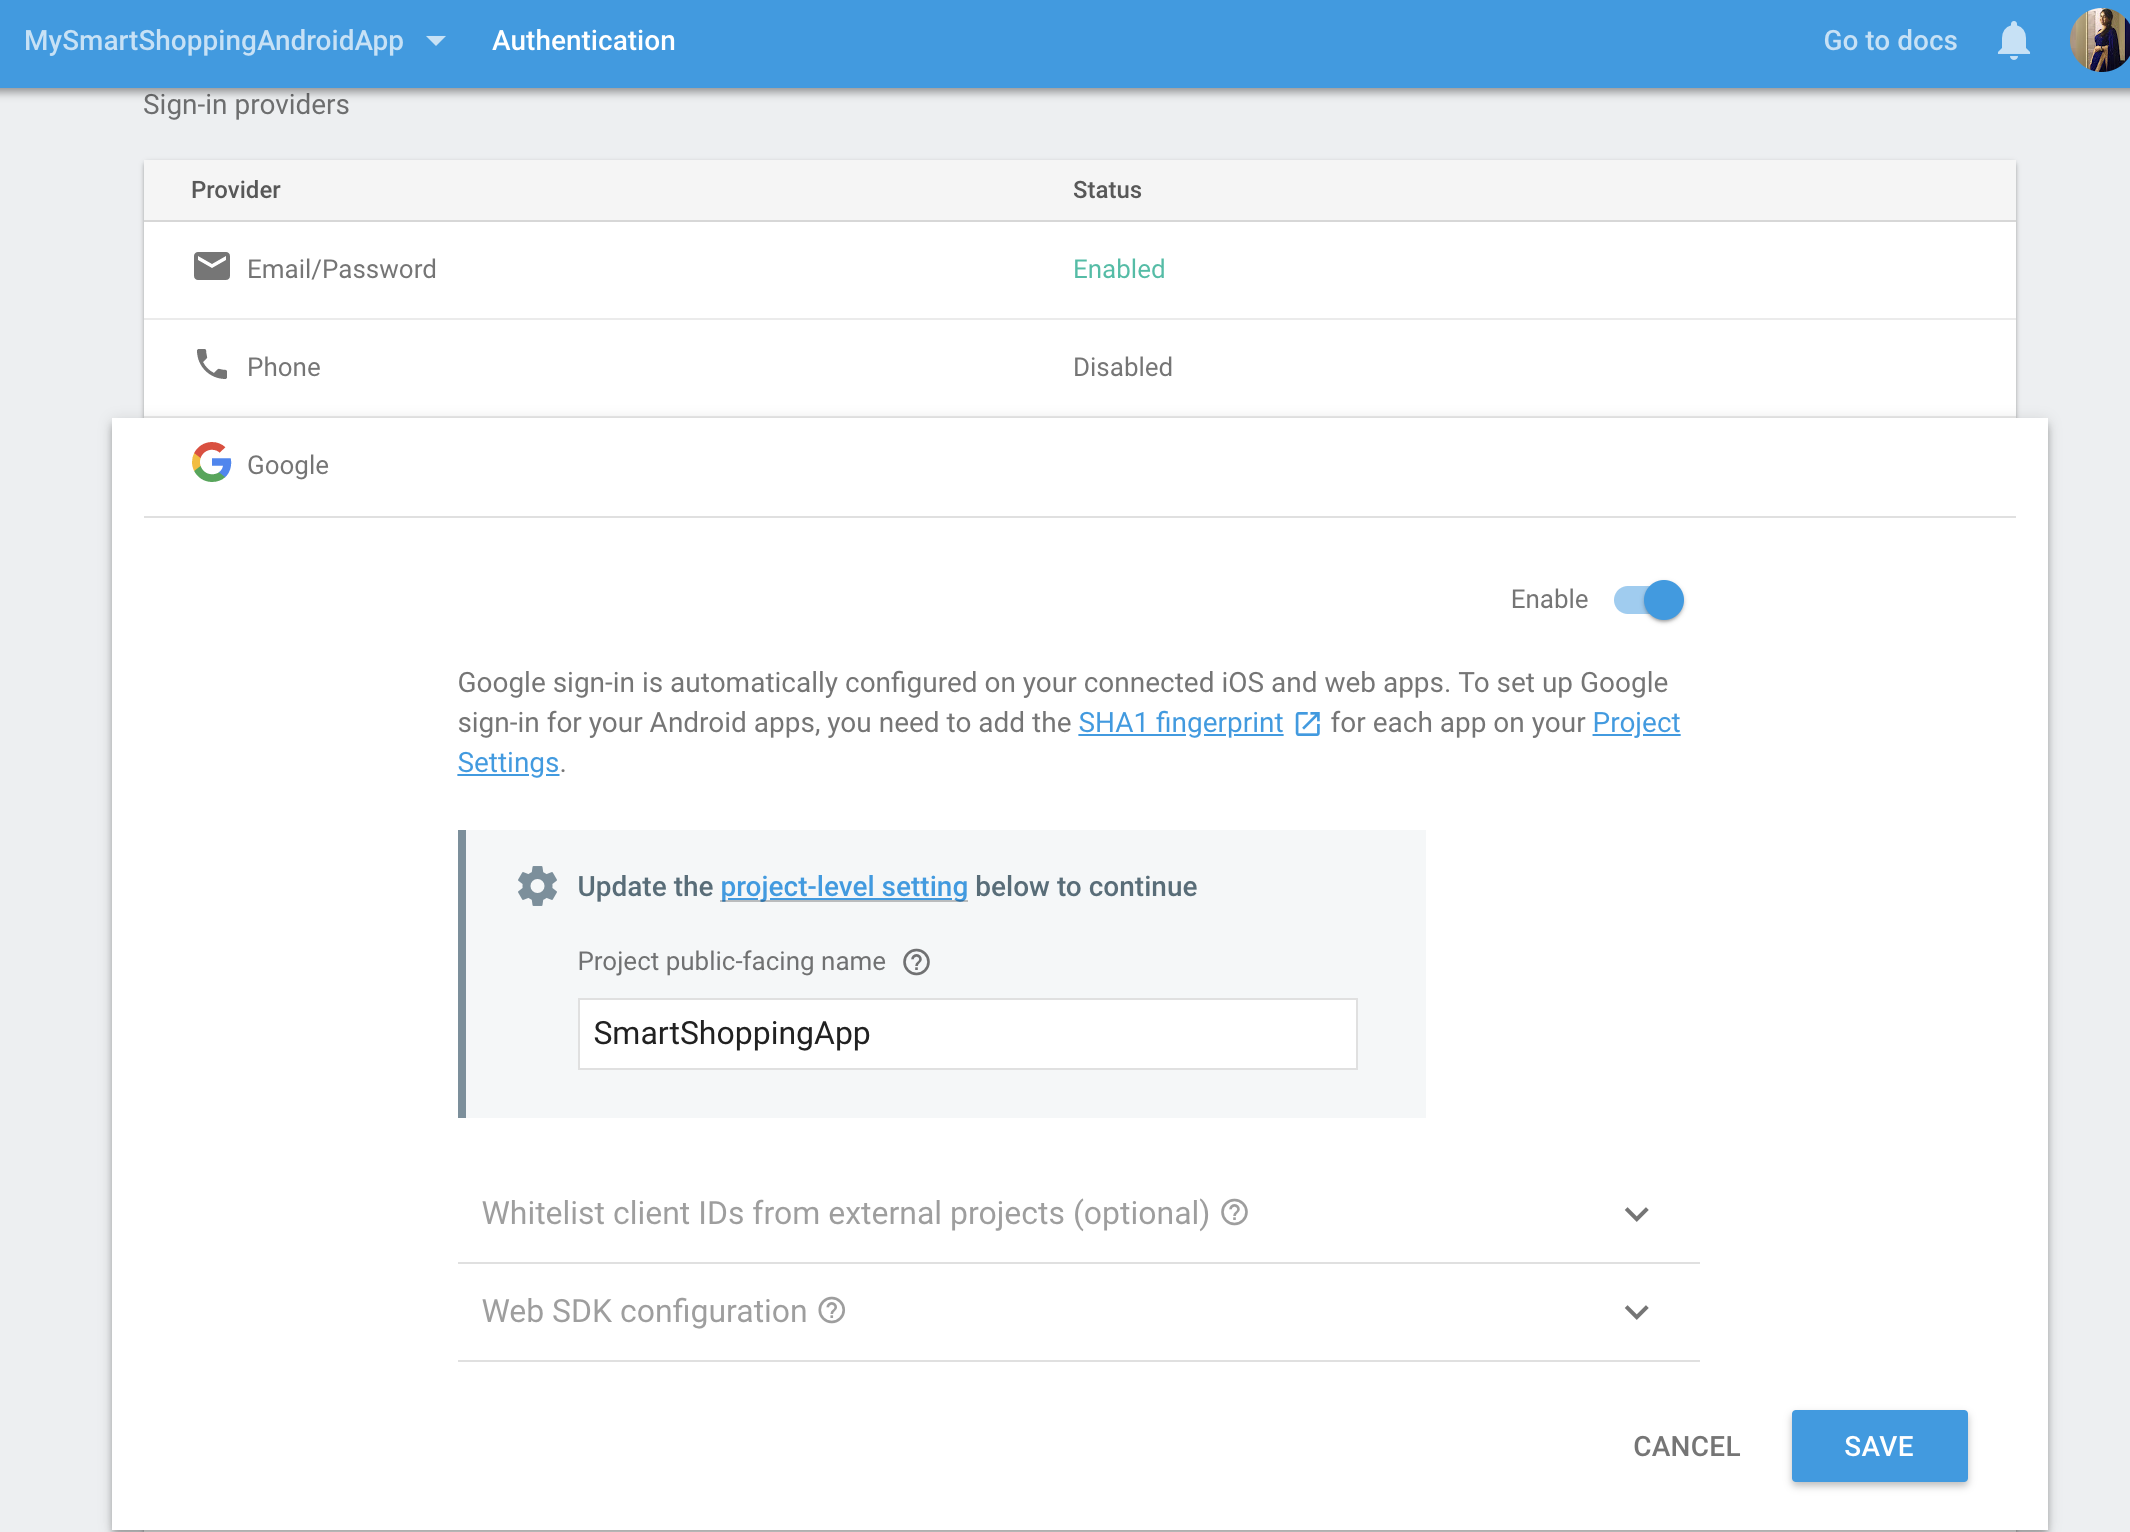 MySmartShoppingAndroidApp Authentication Go to docs
Sign-in providers
Provider Status
Email/Password Enabled
Phone Disabled
Google
Enable
Google sign-in is automatically configured on your connected iOS and web apps. To set up Google
sign-in for your Android apps, you need to add the SHA1 fingerprint for each app on your Project
Settings.
Update the project-level setting below to continue
Project public-facing name
SmartShoppingApp
Whitelist client IDs from external projects (optional)
Web SDK configuration
CANCEL SAVE